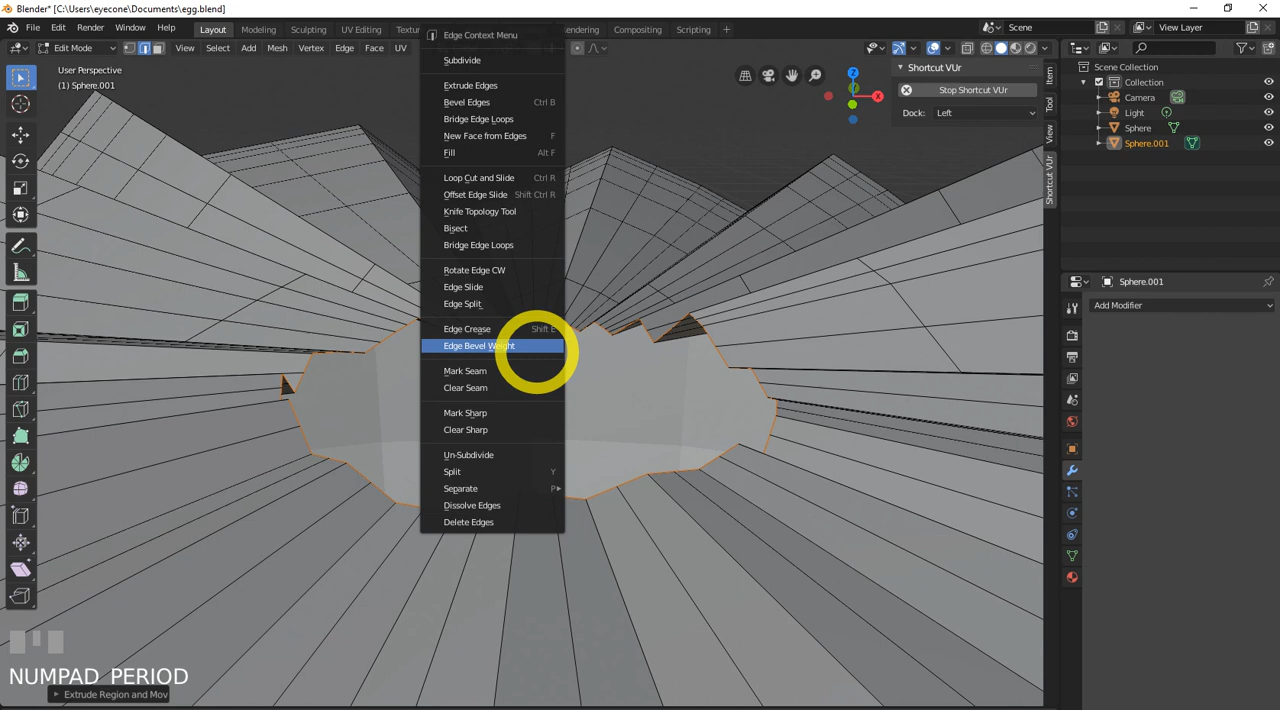 Blender* [C:\Users\eyecone\Documents\egg.blend]
File Edit Render Window Help Layout Modeling Sculpting UV Editing Textu endering Compositing Scripting + Scene View Layer
Edit Mode View Select Add Mesh Vertex Edge Face UV
User Perspective
(1) Sphere.001
Edge Context Menu
Subdivide
Extrude Edges
Bevel Edges Ctrl B
Bridge Edge Loops
New Face from Edges F
Fill Alt F
Loop Cut and Slide Ctrl R
Offset Edge Slide Shift Ctrl R
Knife Topology Tool
Bisect
Bridge Edge Loops
Rotate Edge CW
Edge Slide
Edge Split
Edge Crease Shift E
Edge Bevel Weight
Mark Seam
Clear Seam
Mark Sharp
Clear Sharp
Un-Subdivide
Split Y
Separate P
Dissolve Edges
Delete Edges
Z
X
Shortcut VUr
Stop Shortcut VUr
Dock: Left
Item
Tool
View
Shortcut VUr
Scene Collection
Collection
Camera
Light
Sphere
Sphere.001
Sphere.001
Add Modifier
NUMPAD_PERIOD
Extrude Region and Mov